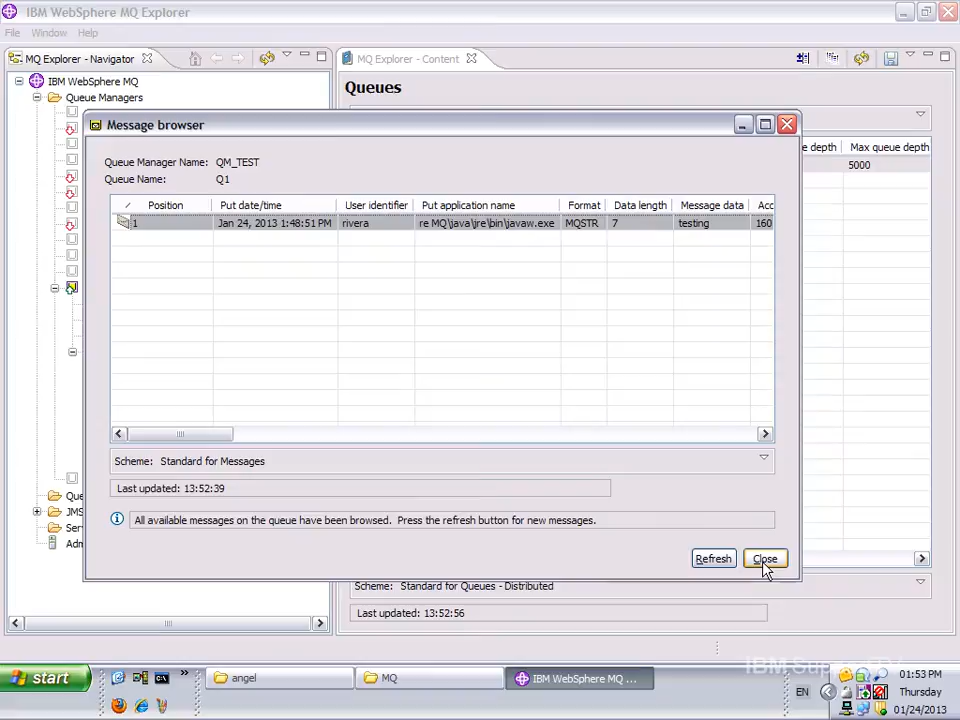 IBM WebSphere MQ Explorer
File Window Help
MQ Explorer - Navigator
MQ Explorer - Content
IBM WebSphere MQ
Queue Managers
Queues
Message browser
Queue Manager Name: QM_TEST
Queue Name: Q1
e depth Max queue depth
5000
Position Put date/time User identifier Put application name Format Data length Message data Acc
1 Jan 24, 2013 1:48:51 PM rivera re MQ\java\jre\bin\javaw.exe MQSTR 7 testing 160
Scheme: Standard for Messages
Last updated: 13:52:39
All available messages on the queue have been browsed. Press the refresh button for new messages.
Refresh Close
Que
JMS
Ser
Adm
Scheme: Standard for Queues - Distributed
Last updated: 13:52:56
start
angel
MQ
IBM WebSphere MQ ...
EN
01:53 PM
Thursday
01/24/2013